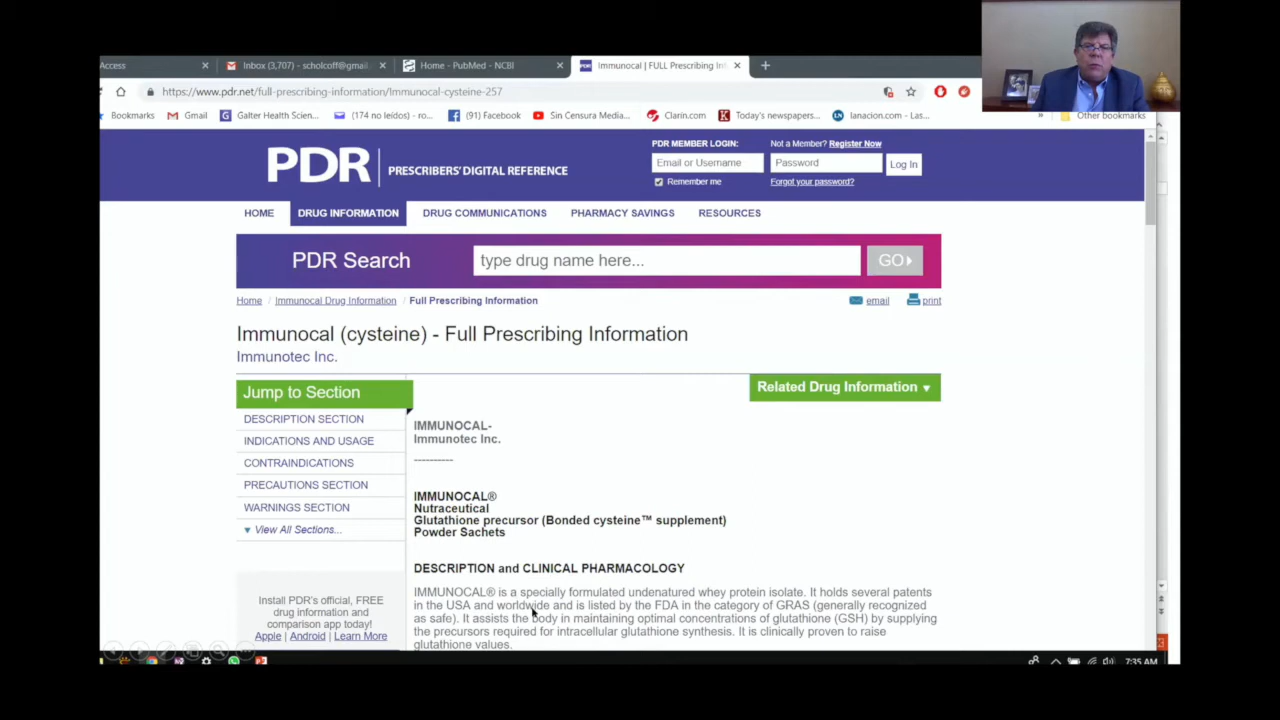 Access
Inbox (3,707) - scholcoff@gmail.
Home - PubMed - NCBI
Immunocal | FULL Prescribing Int
https://www.pdr.net/full-prescribing-information/Immunocal-cysteine-257
Bookmarks
Gmail
Galter Health Scien...
(174 no leídos) - ro...
(91) Facebook
Sin Censura Media...
Clarín.com
Today's newspapers...
LN
lanacion.com - Las...
»
Other bookmarks
PDR
PRESCRIBERS' DIGITAL REFERENCE
PDR MEMBER LOGIN:
Not a Member? Register Now
Email or Username
Password
Log In
Remember me
Forgot your password?
HOME
DRUG INFORMATION
DRUG COMMUNICATIONS
PHARMACY SAVINGS
RESOURCES
PDR Search
type drug name here...
GO
Home / Immunocal Drug Information / Full Prescribing Information
email
print
Immunocal (cysteine) - Full Prescribing Information
Immunotec Inc.
Jump to Section
Related Drug Information
DESCRIPTION SECTION
INDICATIONS AND USAGE
CONTRAINDICATIONS
PRECAUTIONS SECTION
WARNINGS SECTION
View All Sections...
Install PDR's official, FREE
drug information and
comparison app today!
Apple | Android | Learn More
IMMUNOCAL-
Immunotec Inc.
----------
IMMUNOCAL®
Nutraceutical
Glutathione precursor (Bonded cysteine™ supplement)
Powder Sachets
DESCRIPTION and CLINICAL PHARMACOLOGY
IMMUNOCAL® is a specially formulated undenatured whey protein isolate. It holds several patents
in the USA and worldwide and is listed by the FDA in the category of GRAS (generally recognized
as safe). It assists the body in maintaining optimal concentrations of glutathione (GSH) by supplying
the precursors required for intracellular glutathione synthesis. It is clinically proven to raise
glutathione values.
7:35 AM